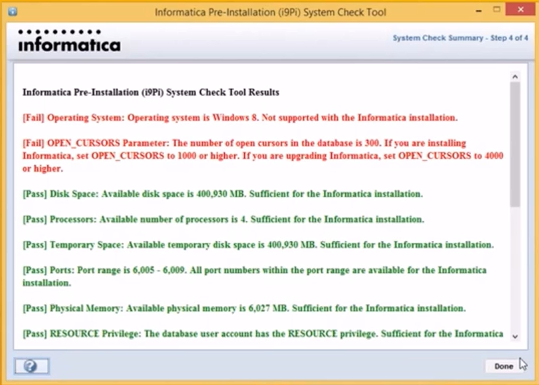 Informatica Pre-Installation (i9Pi) System Check Tool
informatica
System Check Summary - Step 4 of 4
Informatica Pre-Installation (i9Pi) System Check Tool Results
[Fail] Operating System: Operating system is Windows 8. Not supported with the Informatica installation.
[Fail] OPEN_CURSORS Parameter: The number of open cursors in the database is 300. If you are installing
Informatica, set OPEN_CURSORS to 1000 or higher. If you are upgrading Informatica, set OPEN_CURSORS to 4000
or higher.
[Pass] Disk Space: Available disk space is 400,930 MB. Sufficient for the Informatica installation.
[Pass] Processors: Available number of processors is 4. Sufficient for the Informatica installation.
[Pass] Temporary Space: Available temporary disk space is 400,930 MB. Sufficient for the Informatica installation.
[Pass] Ports: Port range is 6,005 - 6,009. All port numbers within the port range are available for the Informatica
installation.
[Pass] Physical Memory: Available physical memory is 6,027 MB. Sufficient for the Informatica installation.
[Pass] RESOURCE Privilege: The database user account has the RESOURCE privilege. Sufficient for the Informatica
Done